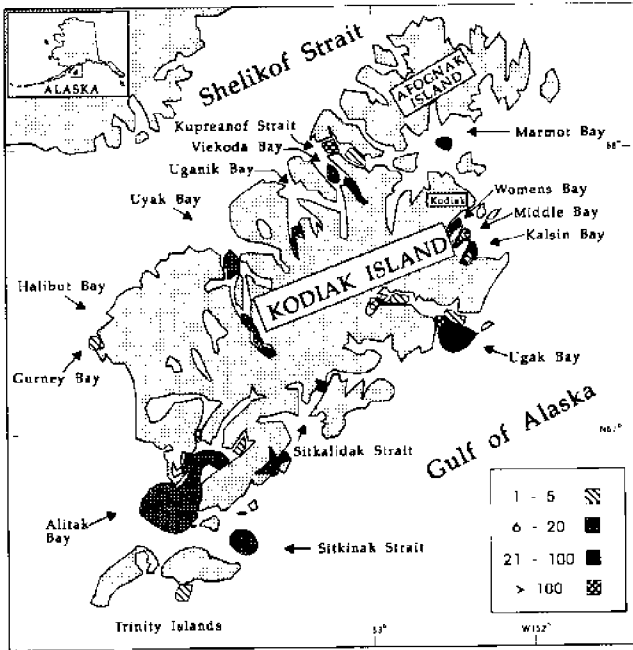 ALASKA
Shelikof Strait
AFOGNAK
ISLAND
Kupreanof Strait
Viekoda Bay
Uganik Bay
Uyak Bay
Marmot Bay
Kodiak
Womens Bay
Middle Bay
Kalsin Bay
KODIAK ISLAND
Halibut Bay
Gurney Bay
Ugak Bay
Sitkalidak Strait
Gulf of Alaska
Alitak
Bay
Sitkinak Strait
Trinity Islands
1 - 5
6 - 20
21 - 100
> 100
W152°